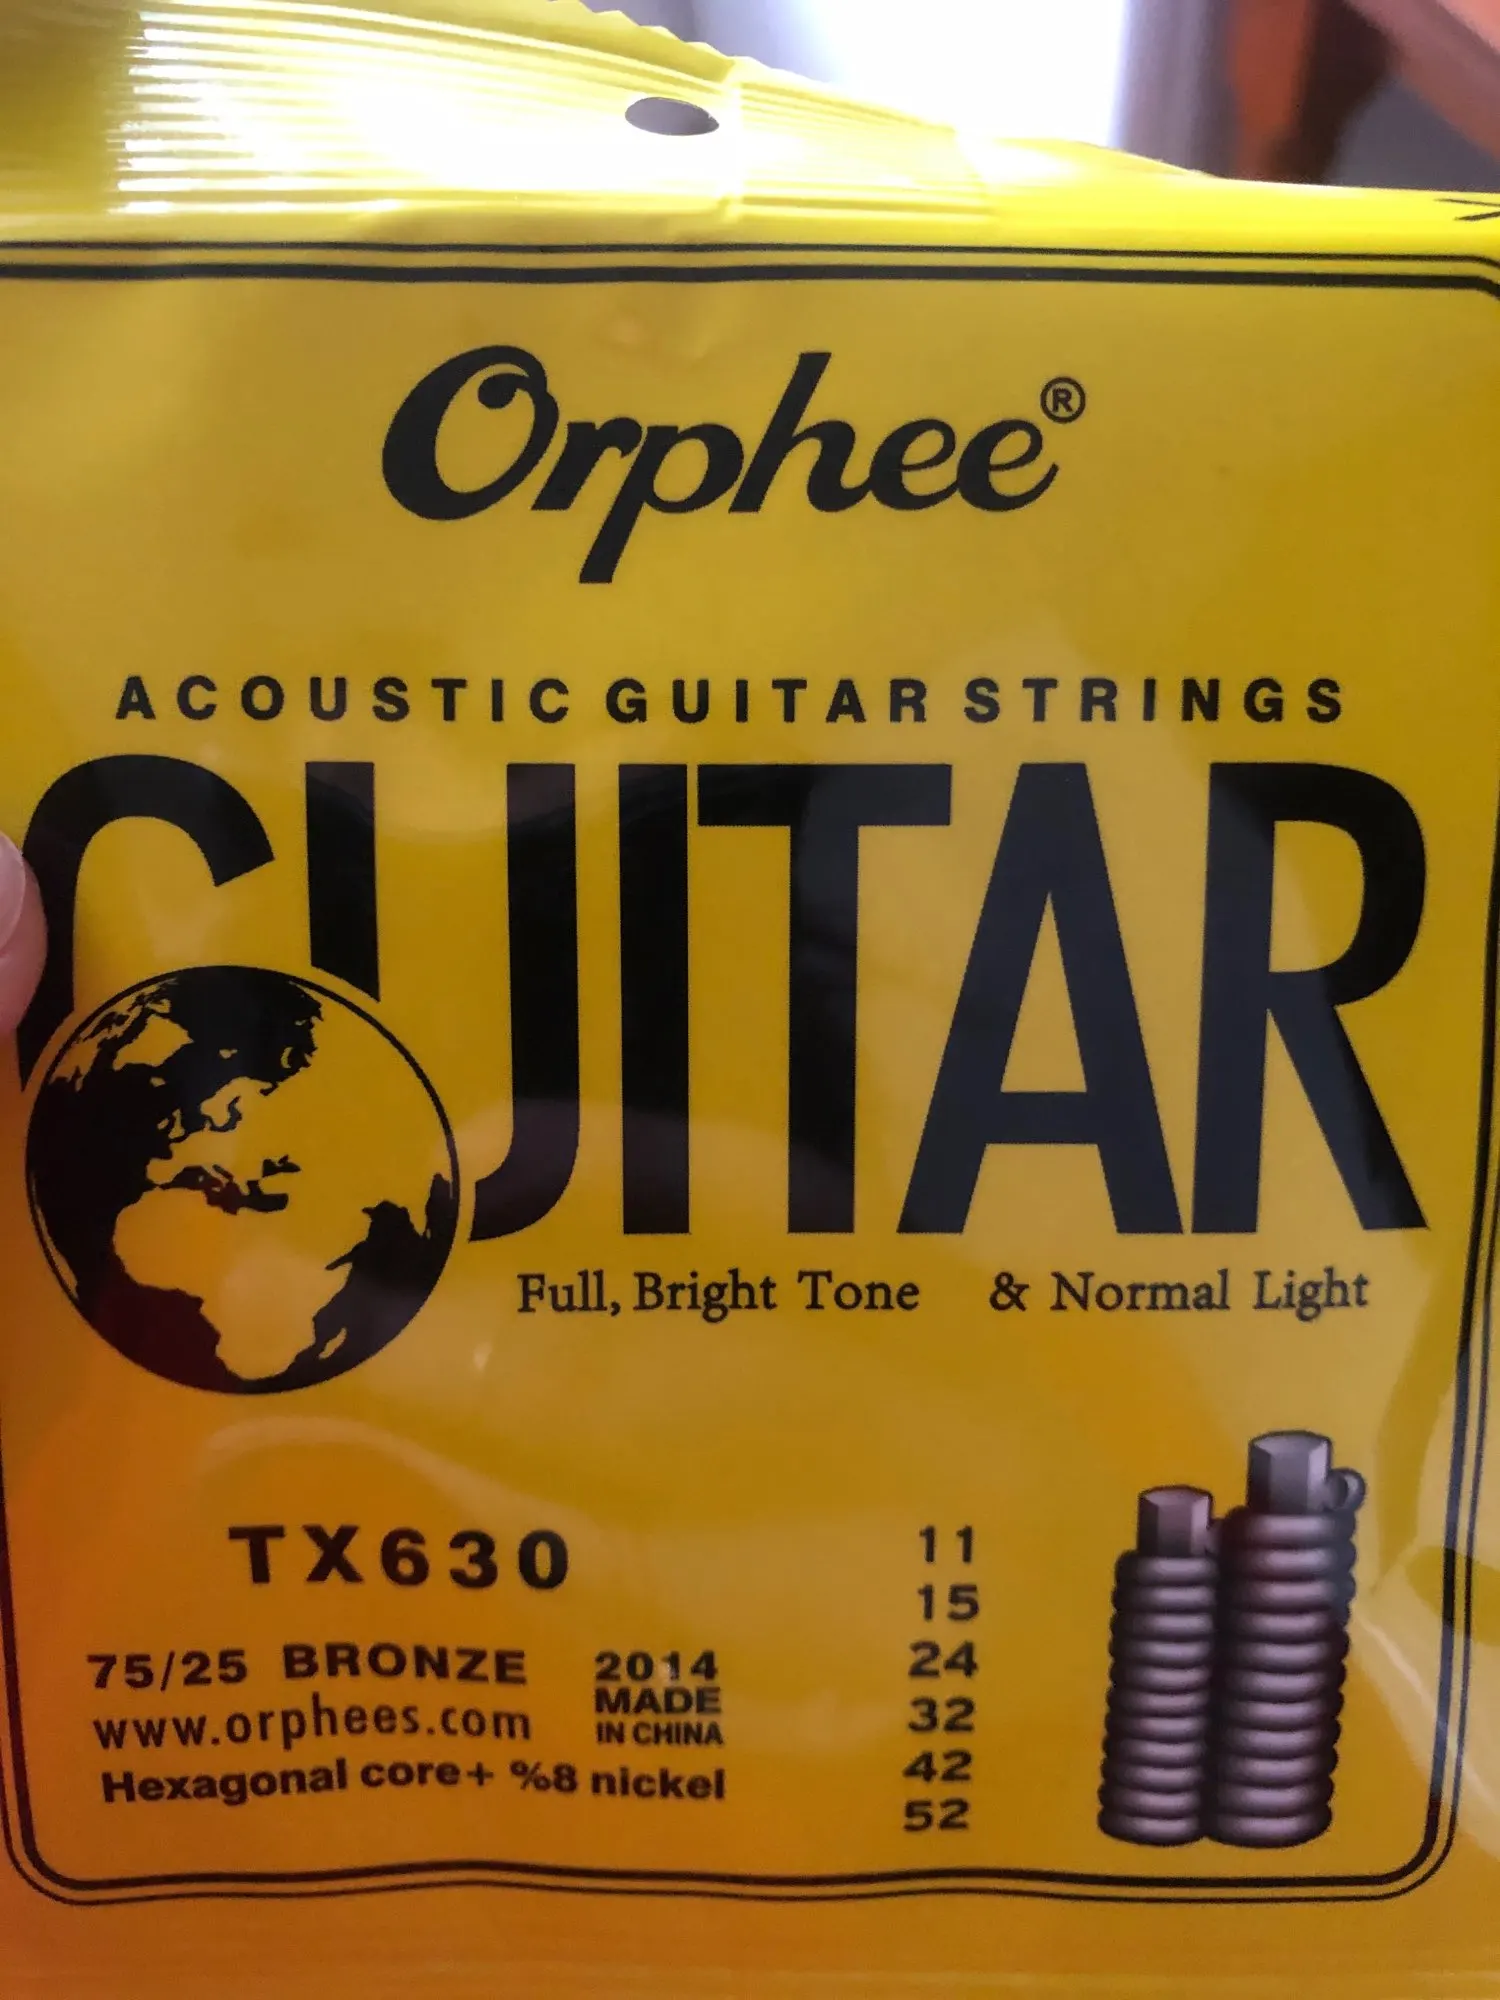 Orphee®
ACOUSTIC GUITAR STRINGS
GUITAR
Full, Bright Tone & Normal Light
TX630
75/25 BRONZE
www.orphees.com
Hexagonal core+ %8 nickel
2014
MADE
IN CHINA
11
15
24
32
42
52